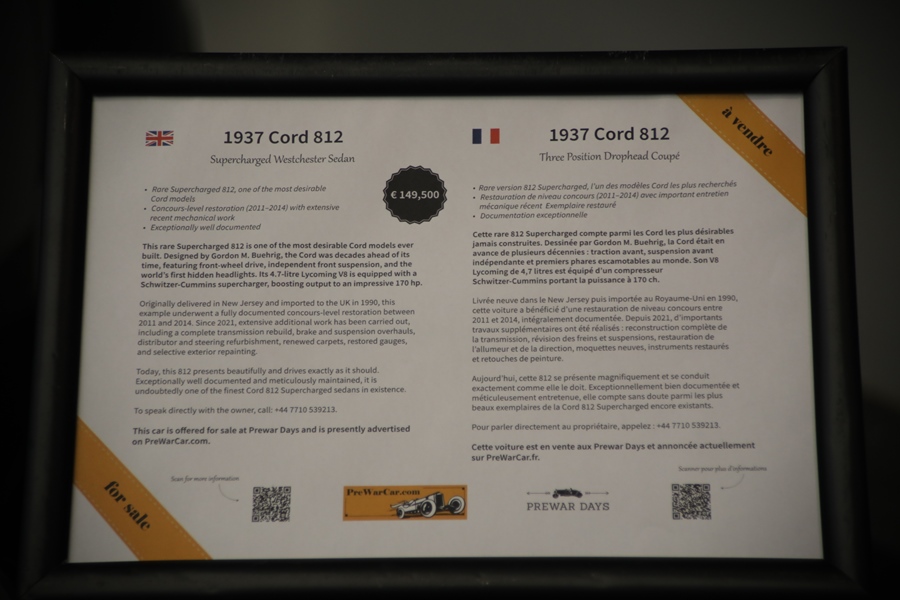 1937 Cord 812
Supercharged Westchester Sedan
€ 149,500
• Rare Supercharged 812, one of the most desirable
Cord models
• Concours-level restoration (2011–2014) with extensive
recent mechanical work
• Exceptionally well documented
This rare Supercharged 812 is one of the most desirable Cord models ever
built. Designed by Gordon M. Buehrig, the Cord was decades ahead of its
time, featuring front-wheel drive, independent front suspension, and the
world's first hidden headlights. Its 4.7-litre Lycoming V8 is equipped with a
Schwitzer-Cummins supercharger, boosting output to an impressive 170 hp.
Originally delivered in New Jersey and imported to the UK in 1990, this
example underwent a fully documented concours-level restoration between
2011 and 2014. Since 2021, extensive additional work has been carried out,
including a complete transmission rebuild, brake and suspension overhauls,
distributor and steering refurbishment, renewed carpets, restored gauges,
and selective exterior repainting.
Today, this 812 presents beautifully and drives exactly as it should.
Exceptionally well documented and meticulously maintained, it is
undoubtedly one of the finest Cord 812 Supercharged sedans in existence.
To speak directly with the owner, call: +44 7710 539213.
This car is offered for sale at Prewar Days and is presently advertised
on PreWarCar.com.
Scan for more information
for sale
PreWarCar.com
à vendre
1937 Cord 812
Three Position Drophead Coupé
• Rare version 812 Supercharged, l'un des modèles Cord les plus recherchés
• Restauration de niveau concours (2011–2014) avec important entretien
mécanique récent Exemplaire restauré
• Documentation exceptionnelle
Cette rare 812 Supercharged compte parmi les Cord les plus désirables
jamais construites. Dessinée par Gordon M. Buehrig, la Cord était en
avance de plusieurs décennies : traction avant, suspension avant
indépendante et premiers phares escamotables au monde. Son V8
Lycoming de 4,7 litres est équipé d'un compresseur
Schwitzer-Cummins portant la puissance à 170 ch.
Livrée neuve dans le New Jersey puis importée au Royaume-Uni en 1990,
cette voiture a bénéficié d'une restauration de niveau concours entre
2011 et 2014, intégralement documentée. Depuis 2021, d'importants
travaux supplémentaires ont été réalisés : reconstruction complète de
la transmission, révision des freins et suspensions, restauration de
l'allumeur et de la direction, moquettes neuves, instruments restaurés
et retouches de peinture.
Aujourd'hui, cette 812 se présente magnifiquement et se conduit
exactement comme elle le doit. Exceptionnellement bien documentée et
méticuleusement entretenue, elle compte sans doute parmi les plus
beaux exemplaires de la Cord 812 Supercharged encore existants.
Pour parler directement au propriétaire, appelez : +44 7710 539213.
Cette voiture est en vente aux Prewar Days et annoncée actuellement
sur PreWarCar.fr.
Scanner pour plus d'informations
PREWAR DAYS